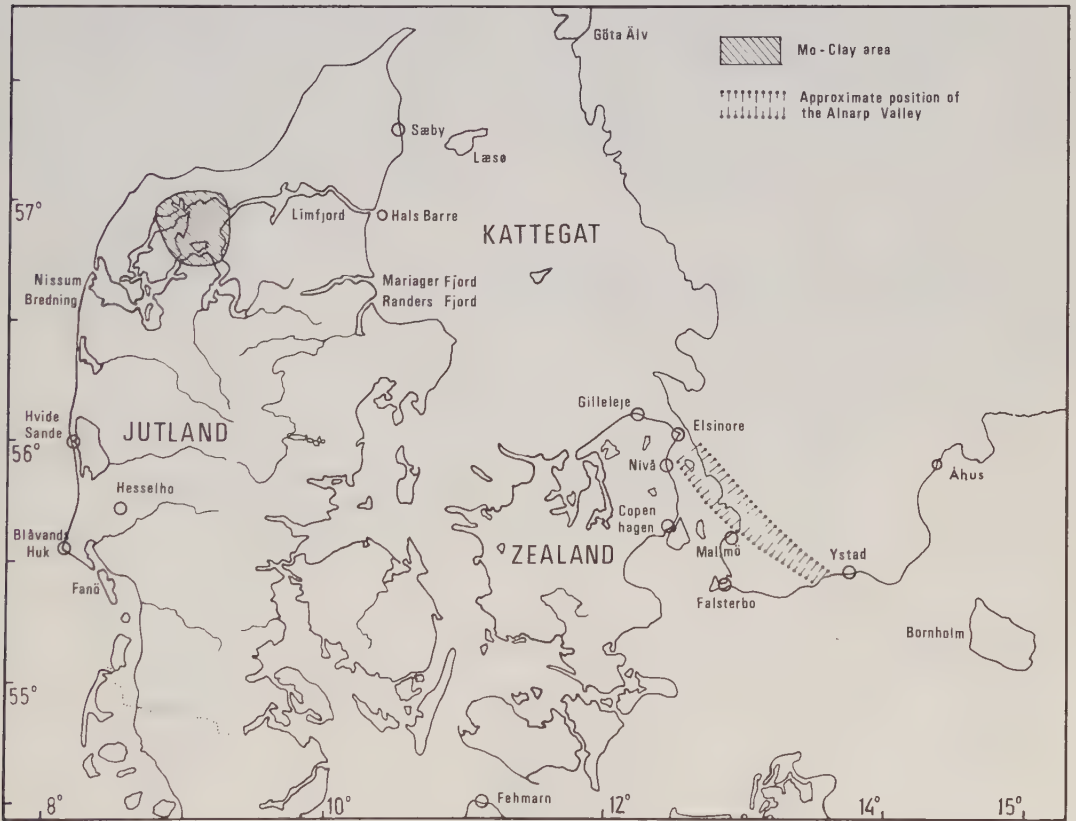 Göta Älv
Mo-Clay area
Approximate position of
the Alnarp Valley
Sæby
Læsø
57°
Limfjord
Hals Barre
KATTEGAT
Nissum
Bredning
Mariager Fjord
Randers Fjord
Gilleleje
Elsinore
Hvide
Sande
56°
JUTLAND
Nivå
Åhus
Hesselho
Copen
hagen
Blåvands
Huk
ZEALAND
Malmö
Ystad
Fanö
Falsterbo
Bornholm
55°
Fehmarn
8°
10°
12°
14°
15°